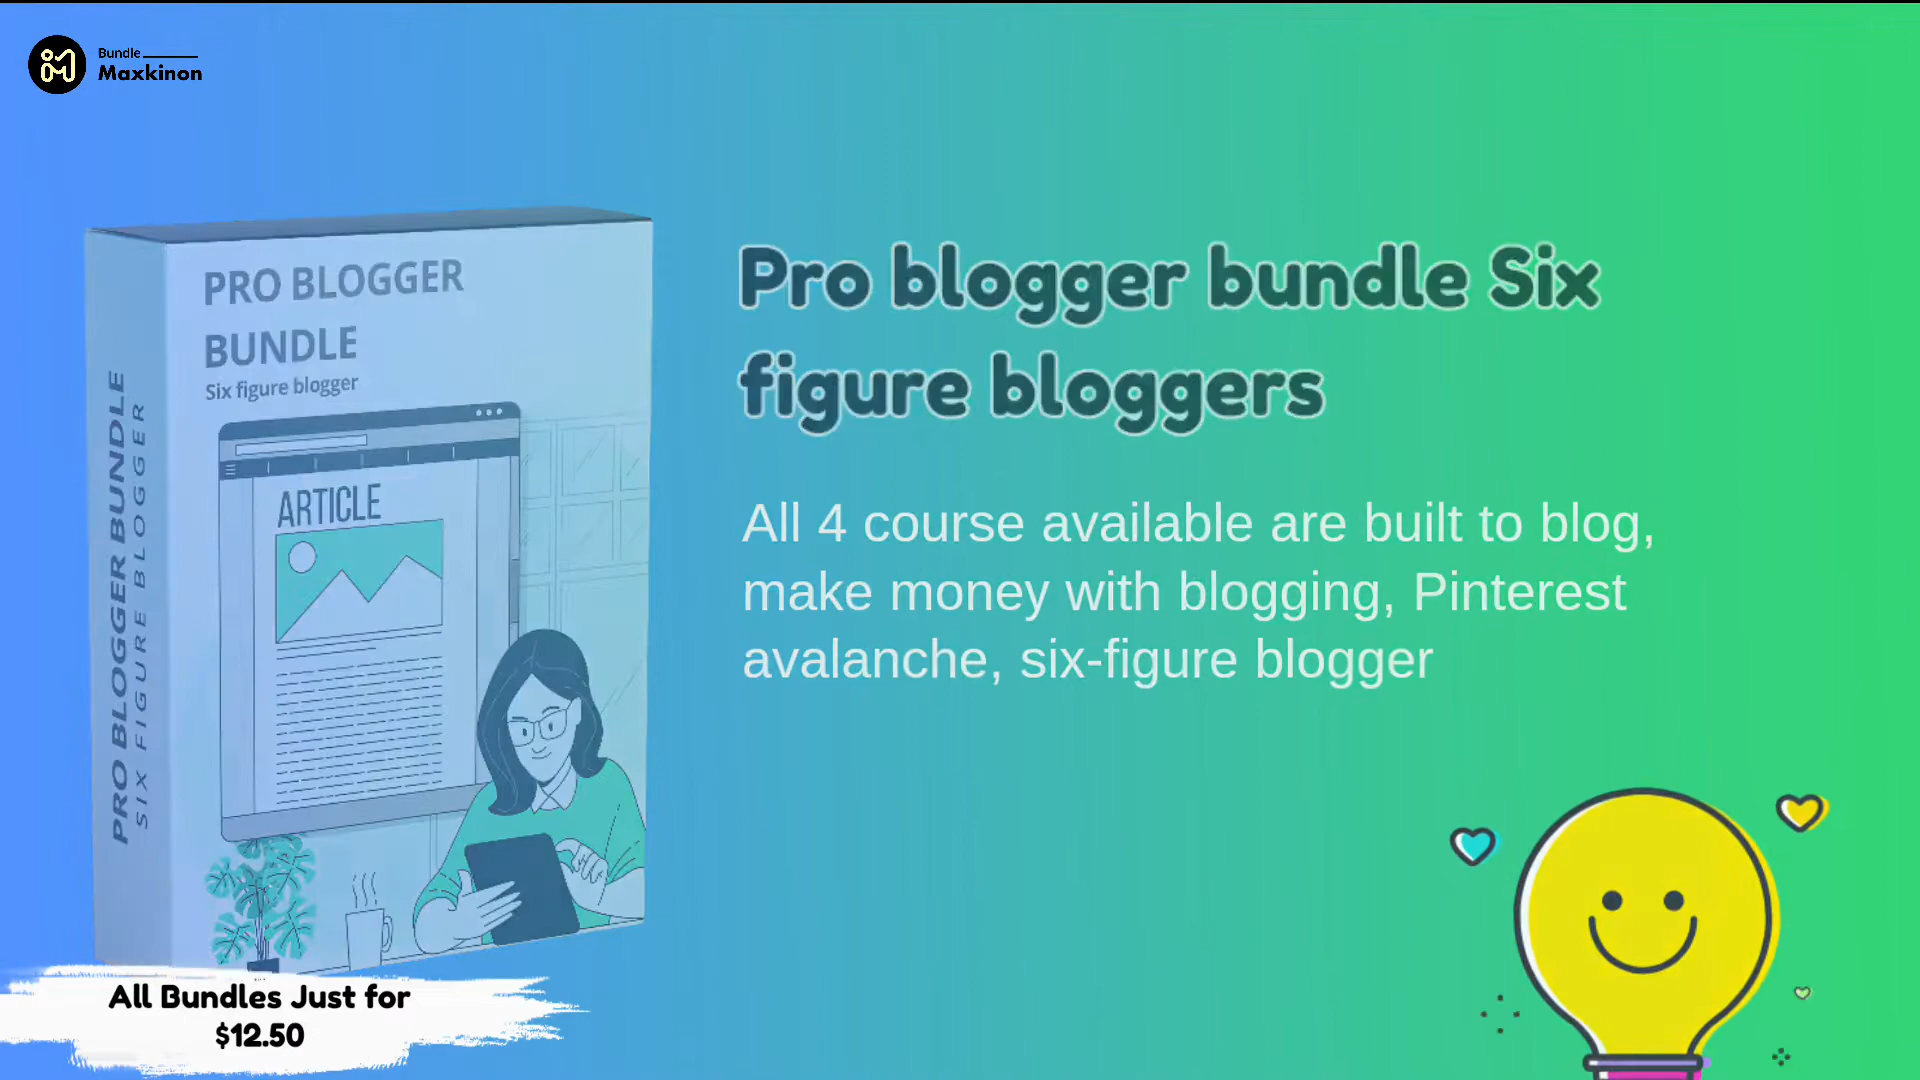 Bundle
Maxkinon
PRO BLOGGER
BUNDLE
Six figure blogger
ARTICLE
PRO BLOGGER BUNDLE
SIX FIGURE BLOGGER
Pro blogger bundle Six
figure bloggers
All 4 course available are built to blog,
make money with blogging, Pinterest
avalanche, six-figure blogger
All Bundles Just for
$12.50